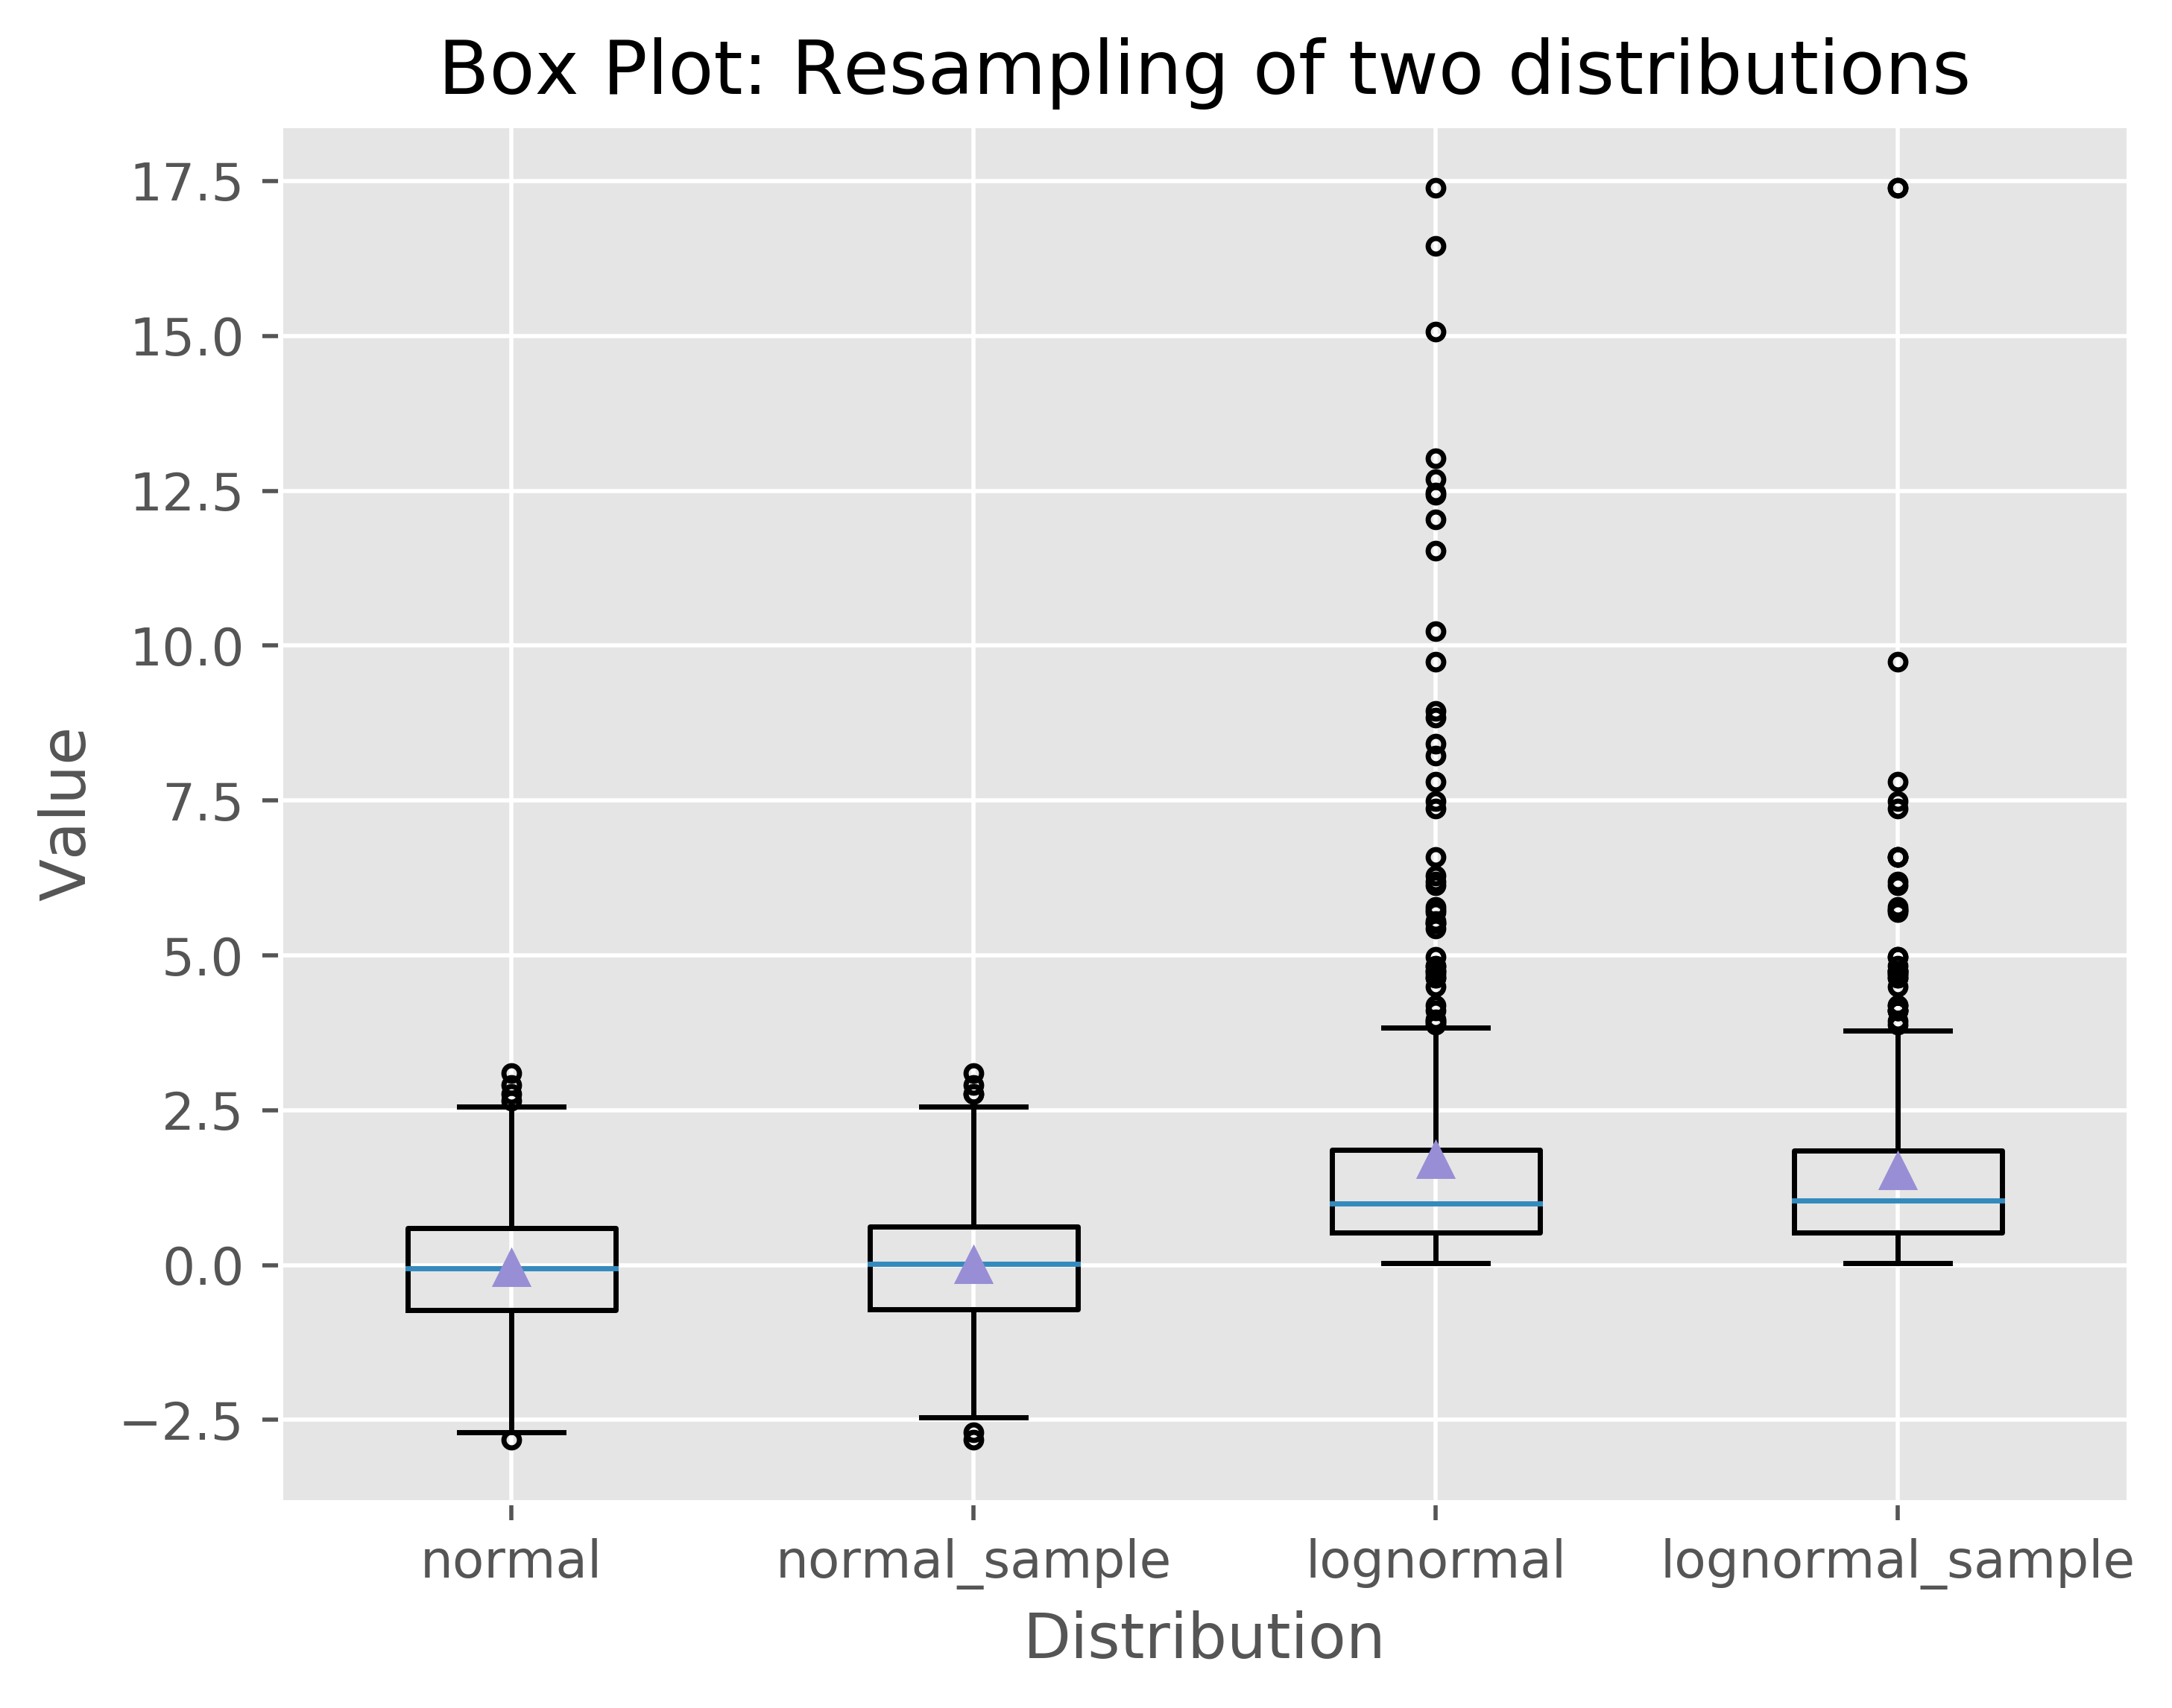 Box Plot: Resampling of two distributions
17.5
15.0
12.5
10.0
7.5
5.0
2.5
0.0
−2.5
Value
normal normal_sample lognormal lognormal_sample
Distribution